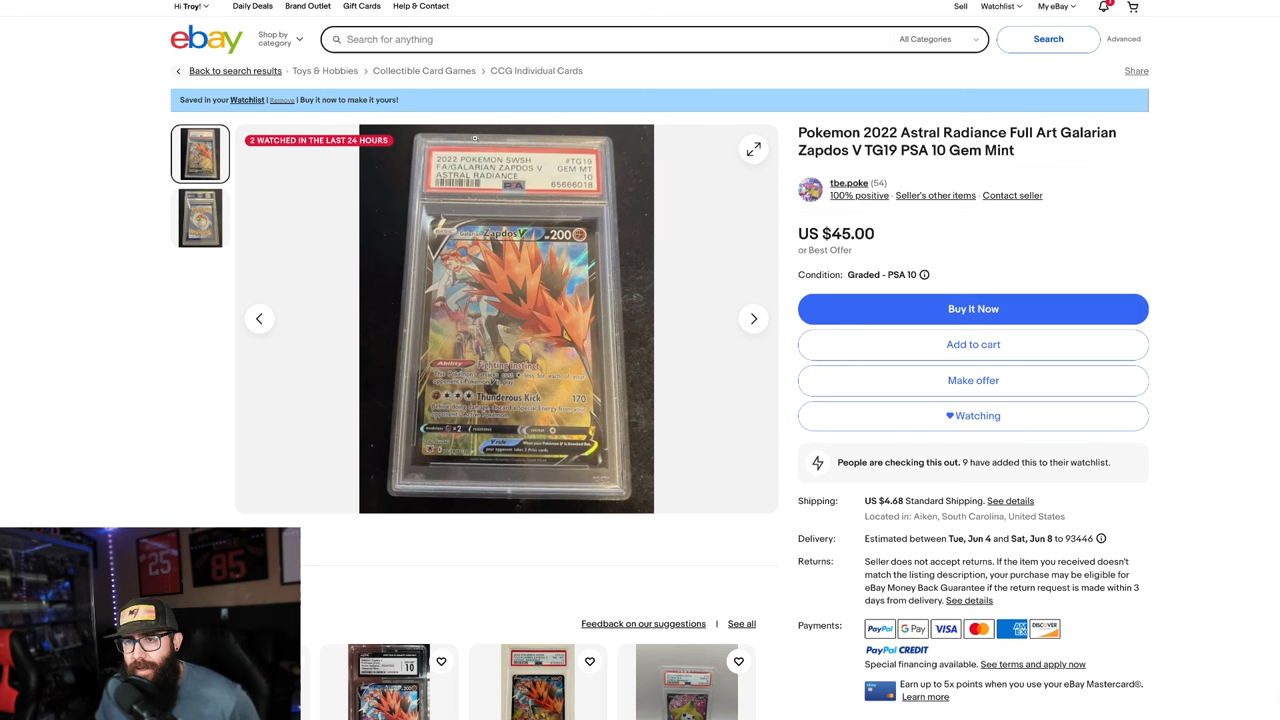 Hi Troy!
Daily Deals
Brand Outlet
Gift Cards
Help & Contact
Sell
Watchlist
My eBay
ebay
Shop by category
Search for anything
All Categories
Search
Advanced
Back to search results
Toys & Hobbies
Collectible Card Games
CCG Individual Cards
Share
Saved in your Watchlist | Remove | Buy it now to make it yours!
2 WATCHED IN THE LAST 24 HOURS
2022 POKEMON SWSH #TG19
FA/GALARIAN ZAPDOS V GEM MT
ASTRAL RADIANCE 10
PSA 65666018
Zapdos V 200
Ability Fighting Instinct
Thunderous Kick 170
V rule
Pokemon 2022 Astral Radiance Full Art Galarian
Zapdos V TG19 PSA 10 Gem Mint
tbe.poke (54)
100% positive · Seller's other items · Contact seller
US $45.00
or Best Offer
Condition: Graded - PSA 10
Buy It Now
Add to cart
Make offer
Watching
People are checking this out. 9 have added this to their watchlist.
Shipping: US $4.68 Standard Shipping. See details
Located in: Aiken, South Carolina, United States
Delivery: Estimated between Tue, Jun 4 and Sat, Jun 8 to 93446
Returns: Seller does not accept returns. If the item you received doesn't
match the listing description, your purchase may be eligible for
eBay Money Back Guarantee if the return request is made within 3
days from delivery. See details
Payments: PayPal G Pay VISA DISCOVER
PayPal CREDIT
Special financing available. See terms and apply now
Earn up to 5x points when you use your eBay Mastercard®.
Learn more
Feedback on our suggestions | See all
25
85
10